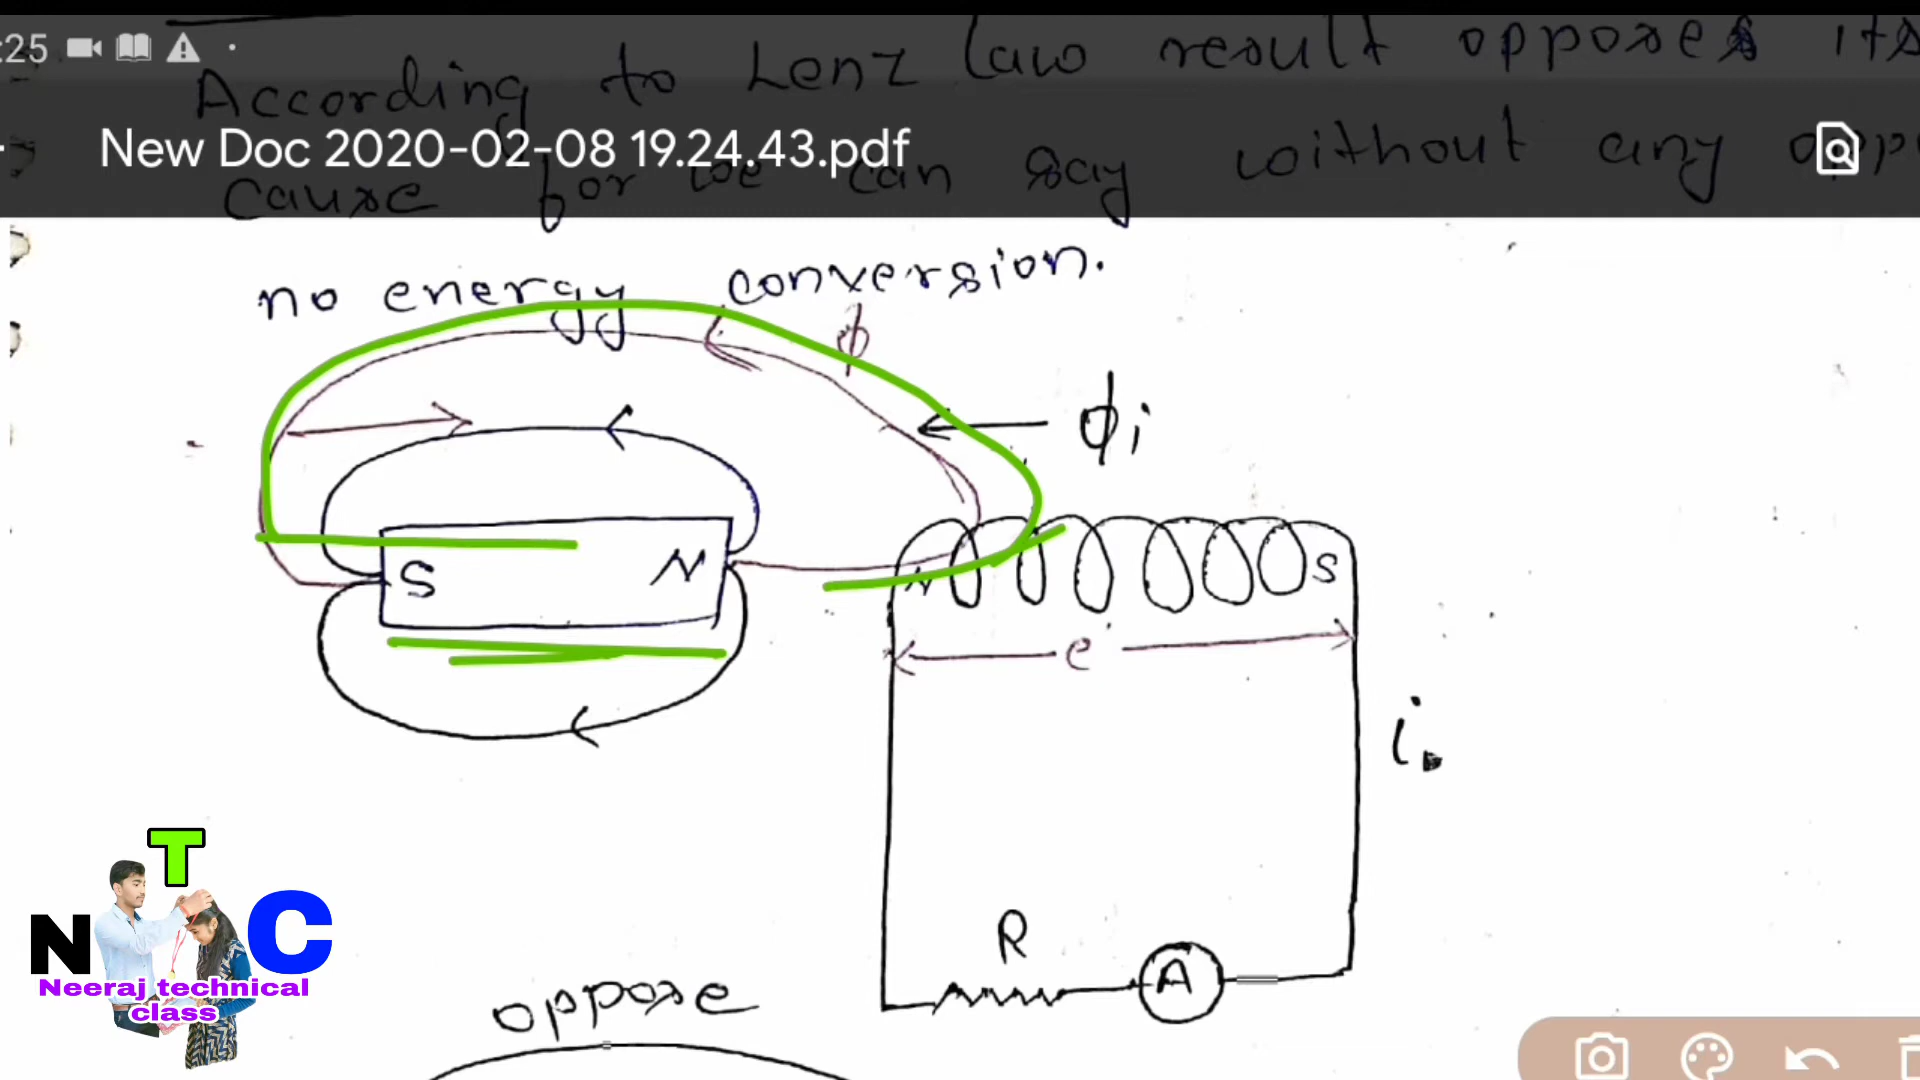 :25
According to Lenz law result opposes its
New Doc 2020-02-08 19.24.43.pdf
cause for we can say without any opp
no energy conversion.
ϕ
ϕi
S N
N S
e
i
R
A
oppose
T
N C
Neeraj technical
class